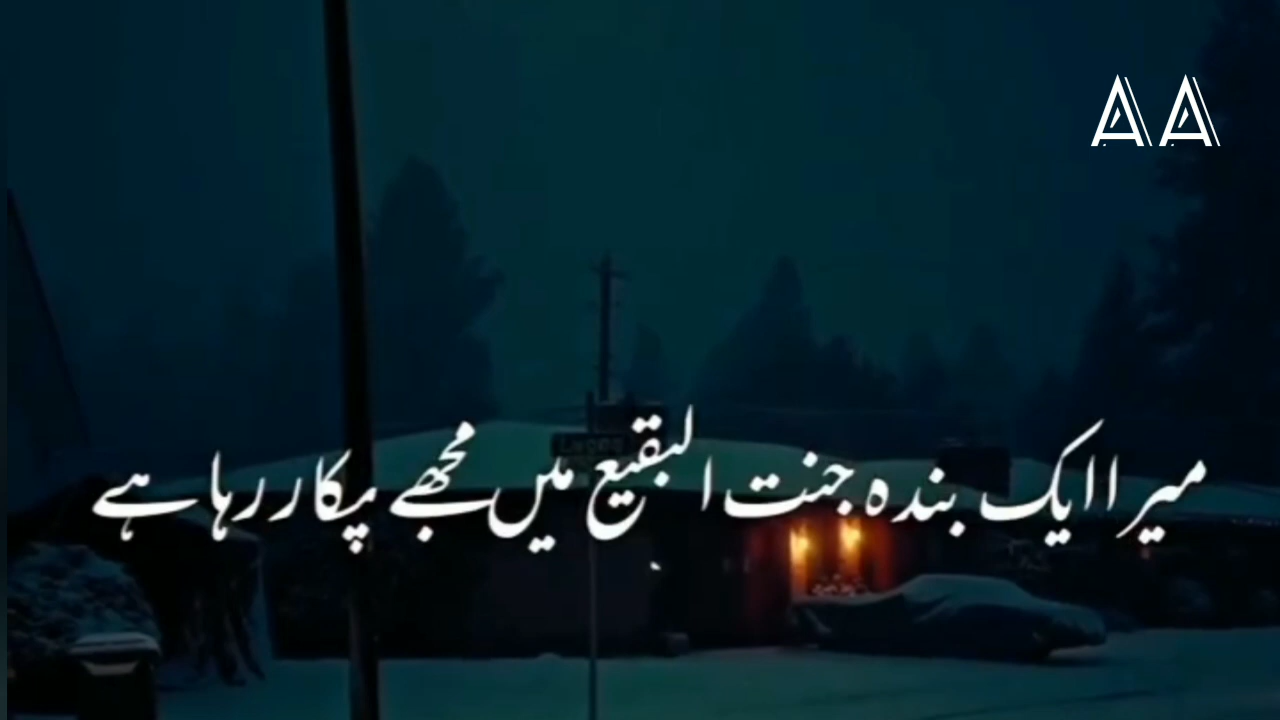 AA
میرا ایک بندہ جنت البقیع میں مجھے پکار رہا ہے